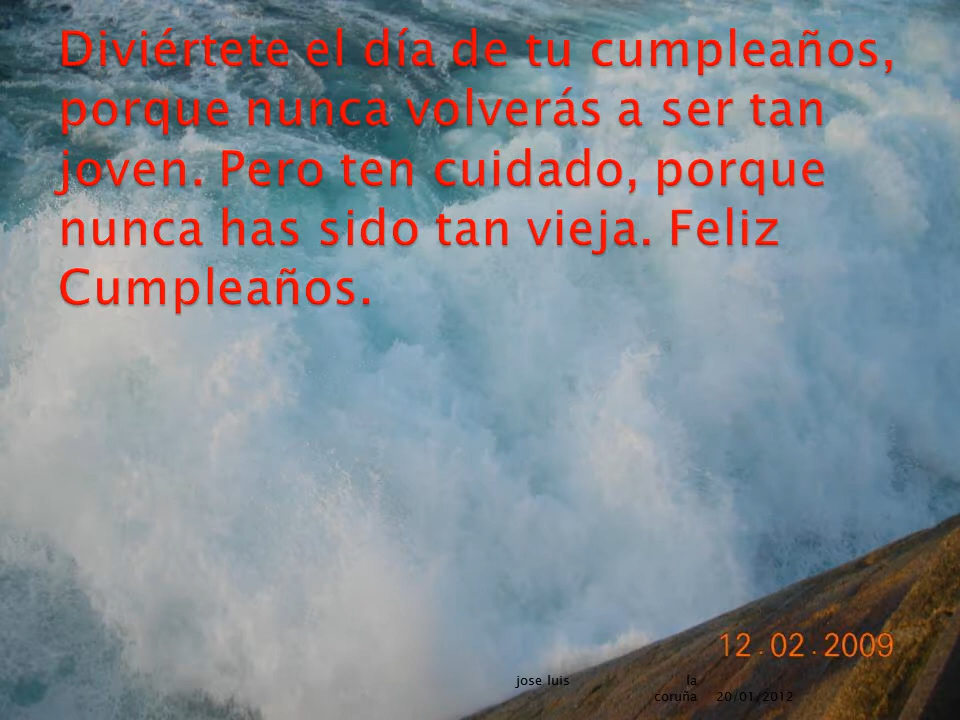 Diviértete el día de tu cumpleaños,
porque nunca volverás a ser tan
joven. Pero ten cuidado, porque
nunca has sido tan vieja. Feliz
Cumpleaños.
12.02.2009
jose luis la
coruña 20/01/2012